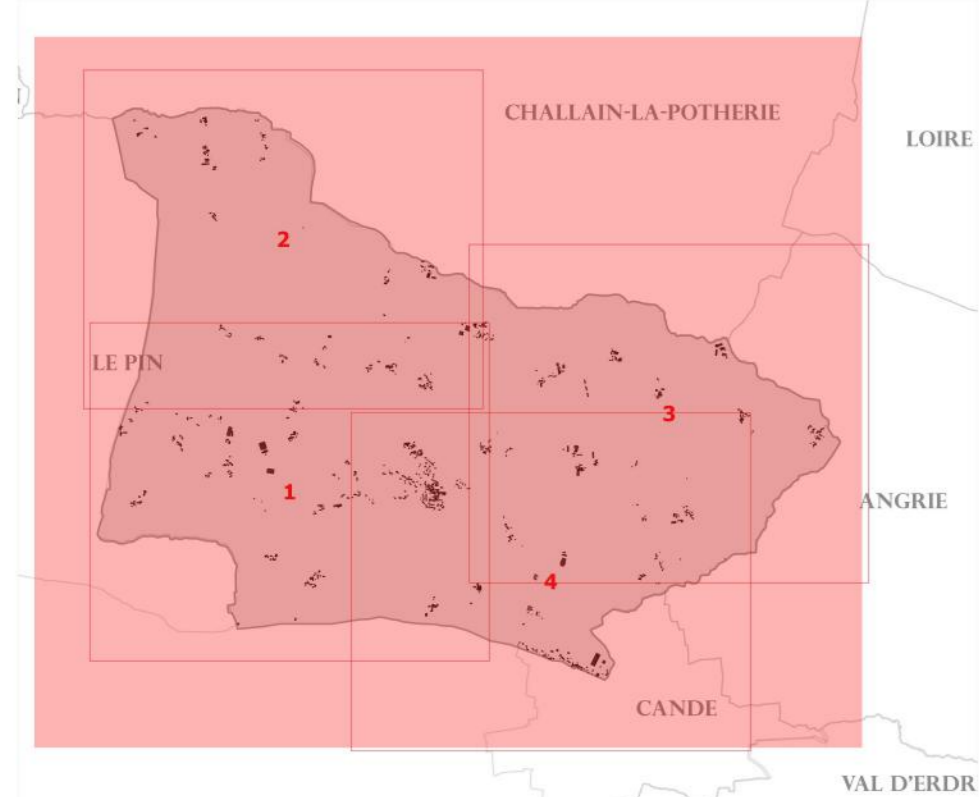 CHALLAIN-LA-POTHERIE
LOIRE
2
LE PIN
3
1
ANGRIE
4
CANDE
VAL D'ERDR